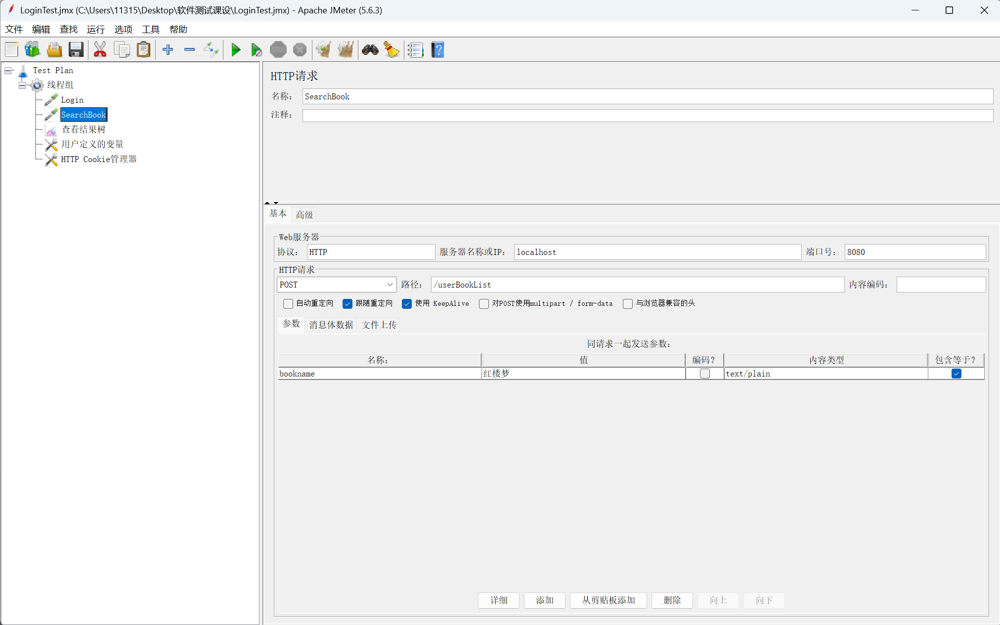 LoginTest.jmx (C:\Users\11315\Desktop\软件测试课设\LoginTest.jmx) - Apache JMeter (5.6.3)
文件 编辑 查找 运行 选项 工具 帮助
STOP
?
Test Plan
线程组
Login
SearchBook
查看结果树
用户定义的变量
HTTP Cookie管理器
HTTP请求
名称： SearchBook
注释：
基本 高级
Web服务器
协议： HTTP 服务器名称或IP： localhost 端口号： 8080
HTTP请求
POST 路径： /userBookList 内容编码：
自动重定向 跟随重定向 使用 KeepAlive 对POST使用multipart / form-data 与浏览器兼容的头
参数 消息体数据 文件上传
同请求一起发送参数：
名称： 值 编码？ 内容类型 包含等于？
bookname 红楼梦 text/plain
详细 添加 从剪贴板添加 删除 向上 向下